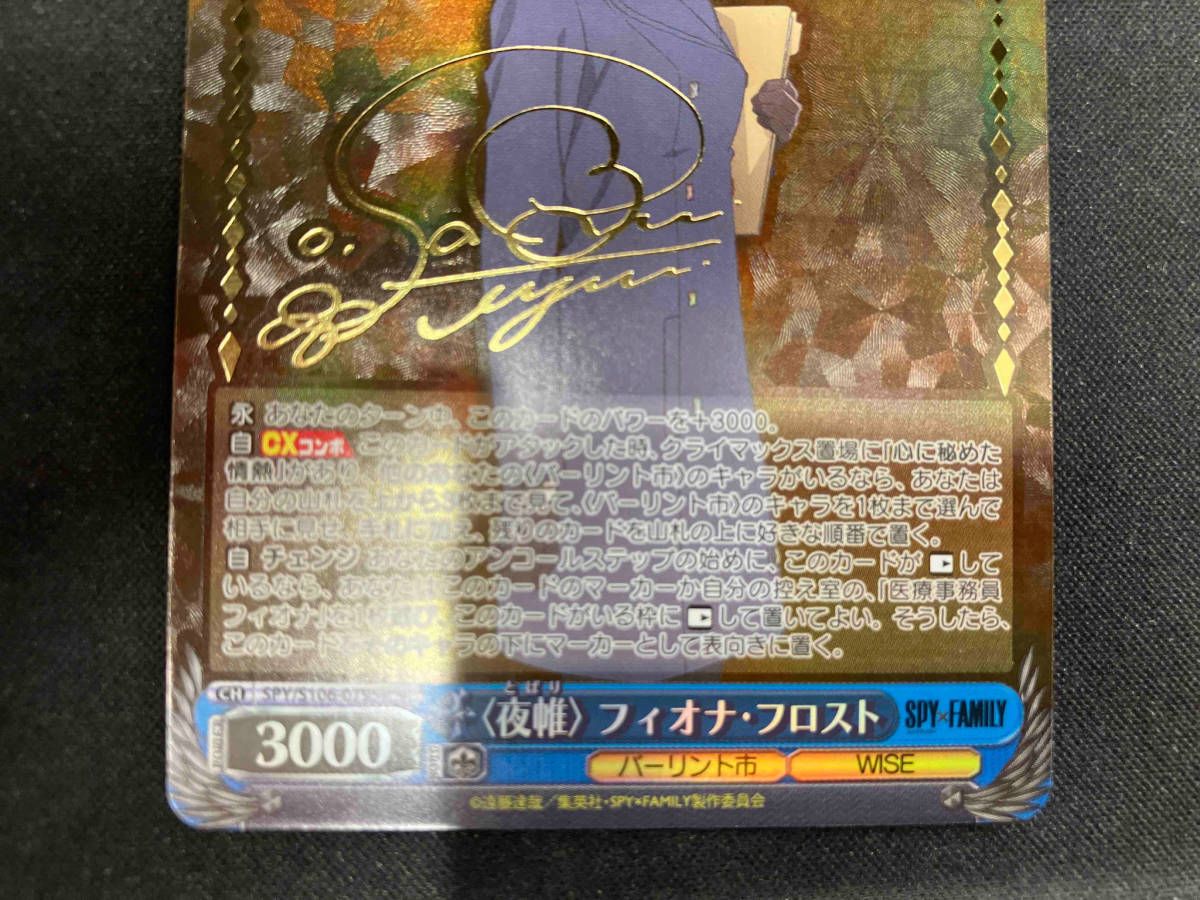 永 あなたのターン中、このカードのパワーを+3000。
自 CXコンボ このカードがアタックした時、クライマックス置場に「心に秘めた
情熱」があり、他のあなたの《バーリント市》のキャラがいるなら、あなたは
自分の山札を上から3枚まで見て、《バーリント市》のキャラを1枚まで選んで
相手に見せ、手札に加え、残りのカードを山札の上に好きな順番で置く。
自 チェンジ あなたのアンコールステップの始めに、このカードが して
いるなら、あなたは このカードのマーカーか自分の控え室の、「医療事務員
フィオナ」を1枚選び、このカードがいる枠に して置いてよい。そうしたら、
このカードをそのキャラの下にマーカーとして表向きに置く。
CH SPY/S106-075
とばり
〈夜帷〉 フィオナ・フロスト SPY×FAMILY
3000 バーリント市 WISE
©遠藤達哉／集英社・SPY×FAMILY製作委員会